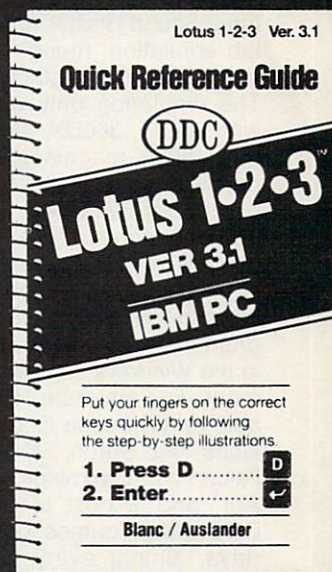 Lotus 1-2-3 Ver. 3.1
Quick Reference Guide
DDC
Lotus 1•2•3™
VER 3.1
IBM PC
Put your fingers on the correct
keys quickly by following
the step-by-step illustrations.
1. Press D............ D
2. Enter................ ↵
Blanc / Auslander